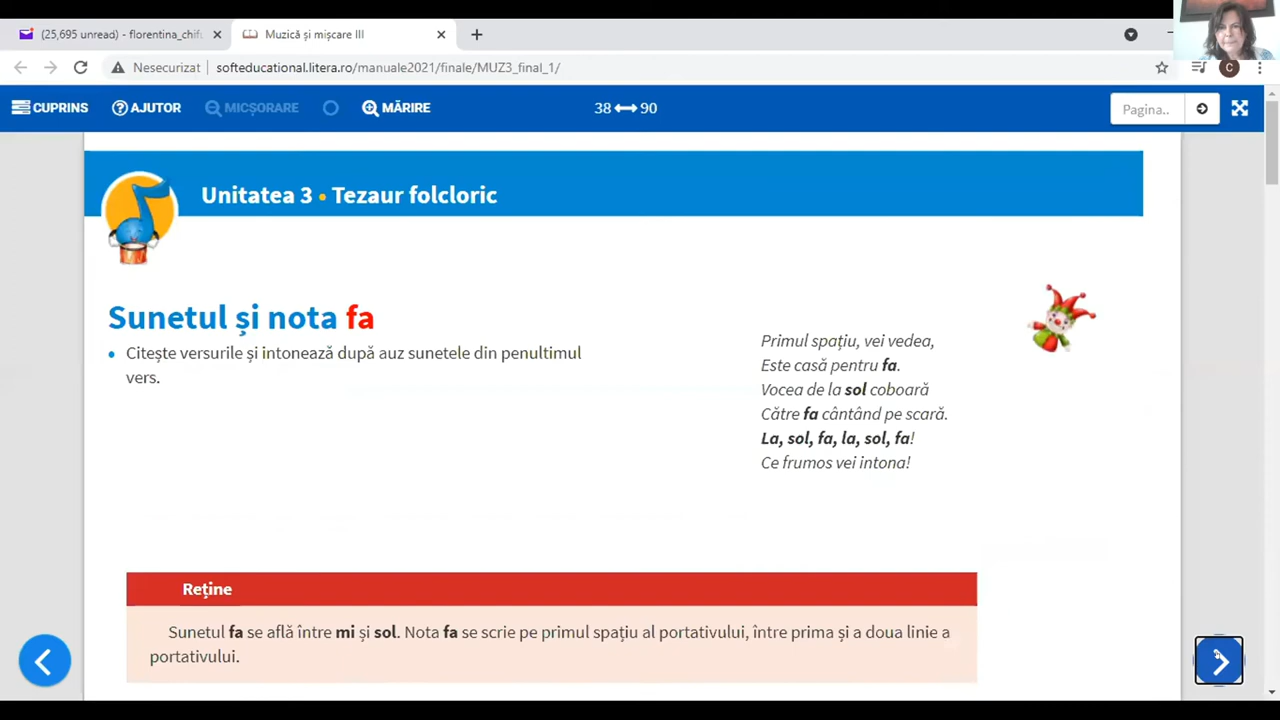 (25,695 unread) - florentina_chifu
Muzică și mișcare III
Nesecurizat
softeducational.litera.ro/manuale2021/finale/MUZ3_final_1/
C
CUPRINS
AJUTOR
MICȘORARE
MĂRIRE
38
90
Pagina..
Unitatea 3 • Tezaur folcloric
Sunetul și nota fa
• Citește versurile și intonează după auz sunetele din penultimul
vers.
Primul spațiu, vei vedea,
Este casă pentru fa.
Vocea de la sol coboară
Către fa cântând pe scară.
La, sol, fa, la, sol, fa!
Ce frumos vei intona!
Reține
Sunetul fa se află între mi și sol. Nota fa se scrie pe primul spațiu al portativului, între prima și a doua linie a
portativului.